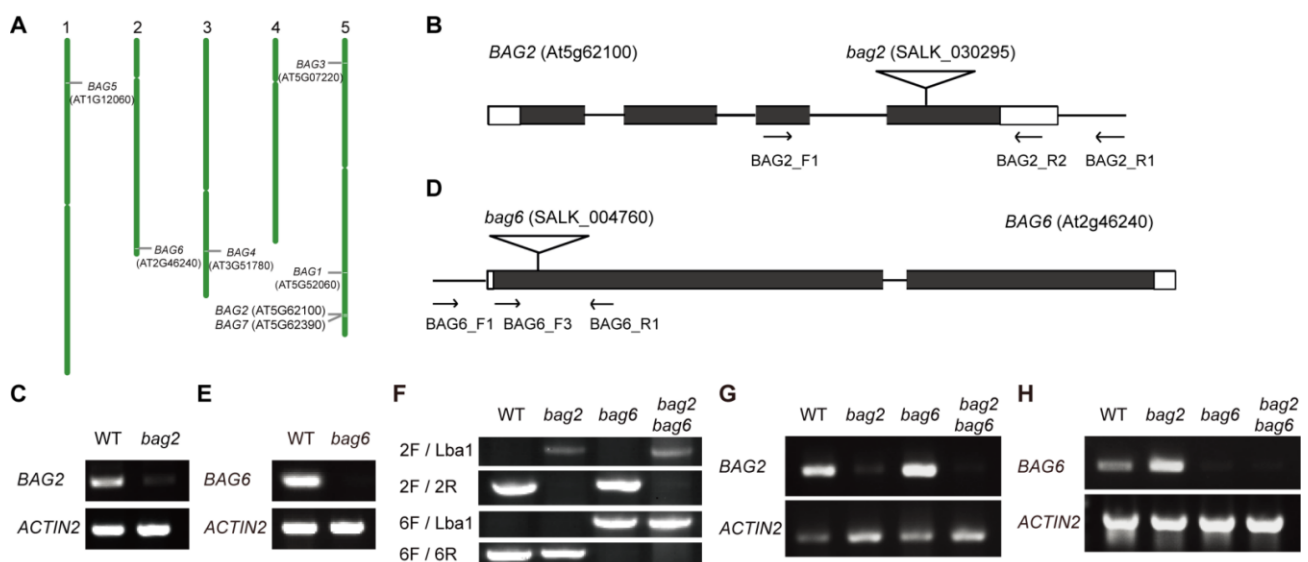 A
1 2 3 4 5
BAG3
(AT5G07220)
BAG5
(AT1G12060)
BAG6
(AT2G46240)
BAG4
(AT3G51780)
BAG1
(AT5G52060)
BAG2 (AT5G62100)
BAG7 (AT5G62390)
B
BAG2 (At5g62100)
bag2 (SALK_030295)
BAG2_F1
BAG2_R2
BAG2_R1
D
bag6 (SALK_004760)
BAG6 (At2g46240)
BAG6_F1
BAG6_F3
BAG6_R1
C
WT bag2
BAG2
ACTIN2
E
WT bag6
BAG6
ACTIN2
F
WT bag2 bag6 bag2
bag6
2F / Lba1
2F / 2R
6F / Lba1
6F / 6R
G
WT bag2 bag6 bag2
bag6
BAG2
ACTIN2
H
WT bag2 bag6 bag2
bag6
BAG6
ACTIN2